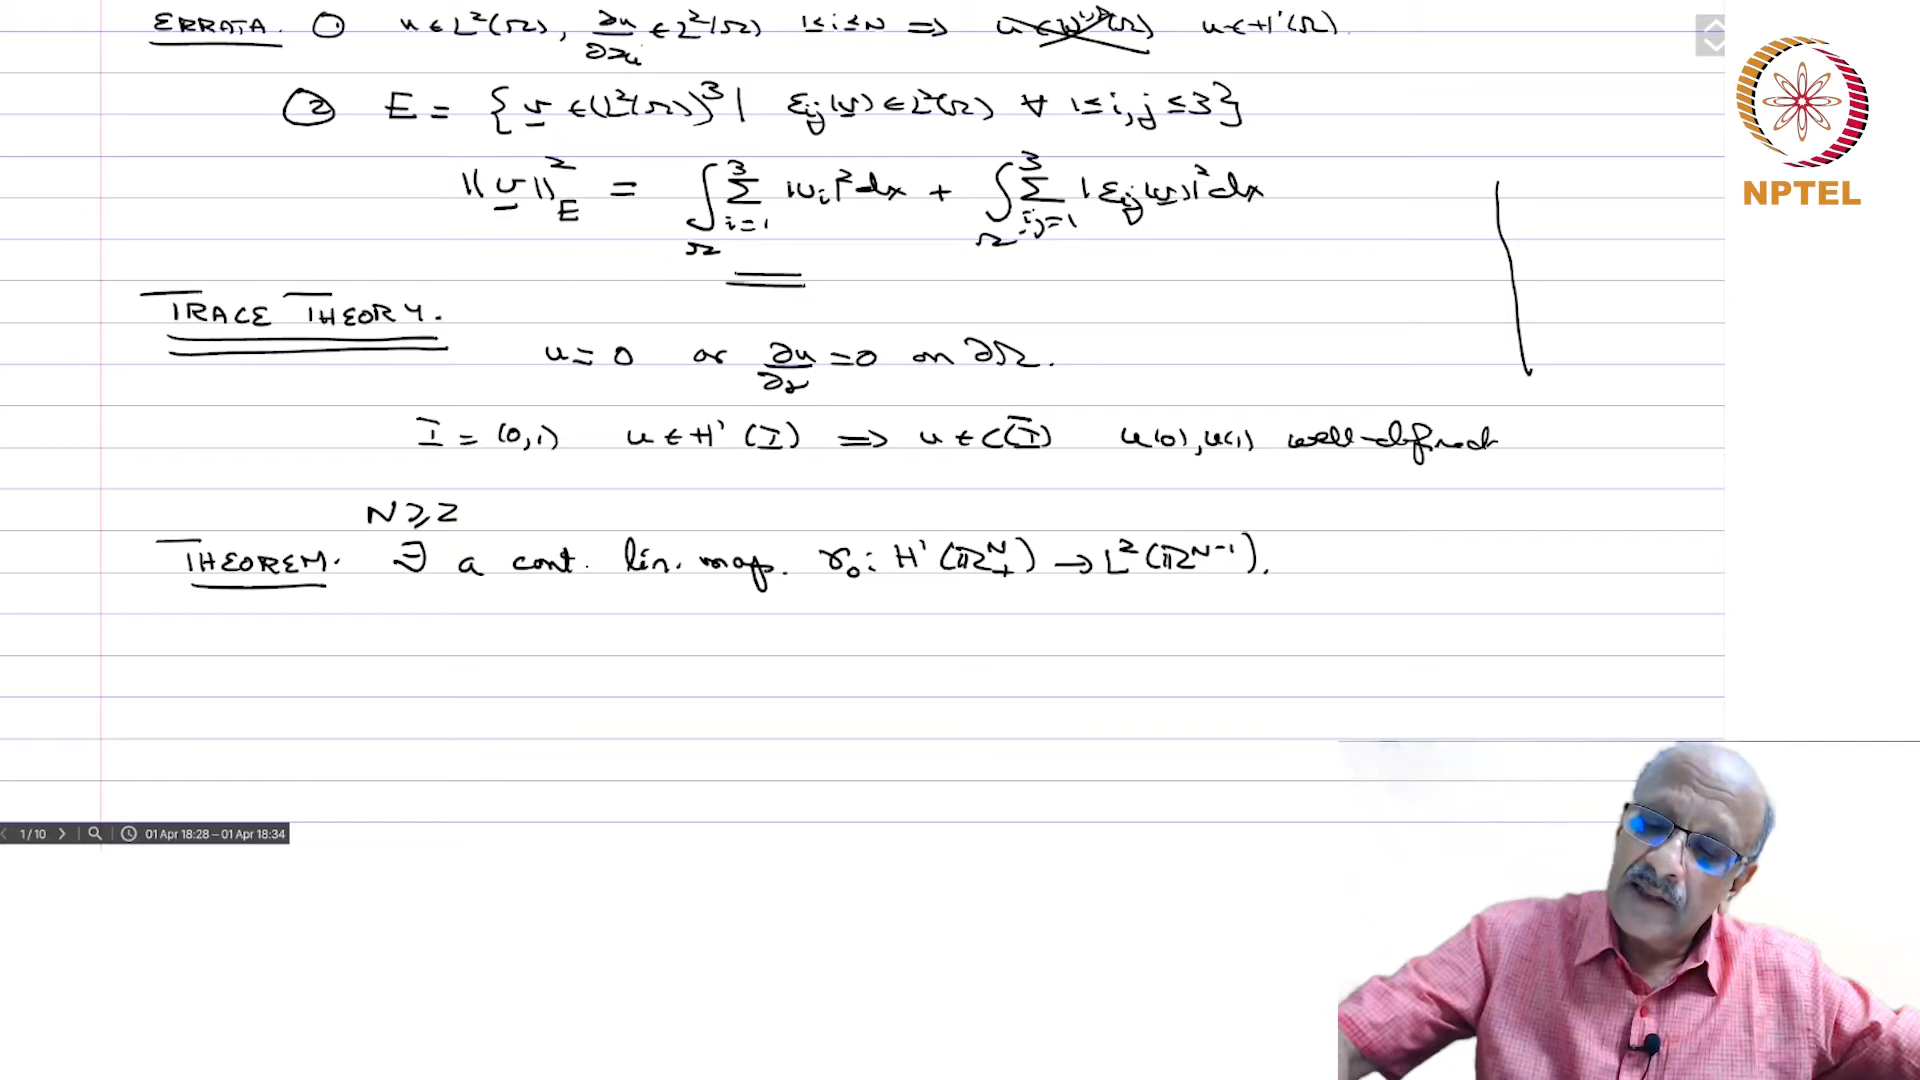 ERRATA. ① u ∈ L²(Ω), ∂u/∂xᵢ ∈ L²(Ω) 1≤i≤N ⟹ u ∈ W^{1,p}(Ω) u ∈ H¹(Ω).
② E = {v ∈ (L²(Ω))³ | εᵢⱼ(v) ∈ L²(Ω) ∀ 1≤i,j≤3}
‖v‖²_E = ∫_Ω Σ_{i=1}^3 |vᵢ|² dx + ∫_Ω Σ_{i,j=1}^3 |εᵢⱼ(v)|² dx
NPTEL
TRACE THEORY.
u = 0 or ∂u/∂ν = 0 on ∂Ω.
I = (0,1) u ∈ H¹(I) ⟹ u ∈ C(Ī) u(0), u(1) well-defined
N ≥ 2
THEOREM. ∃ a cont. lin. map. γ₀: H¹(ℝ^N_+) → L²(ℝ^{N-1}).
1/10 01 Apr 18:28 – 01 Apr 18:34